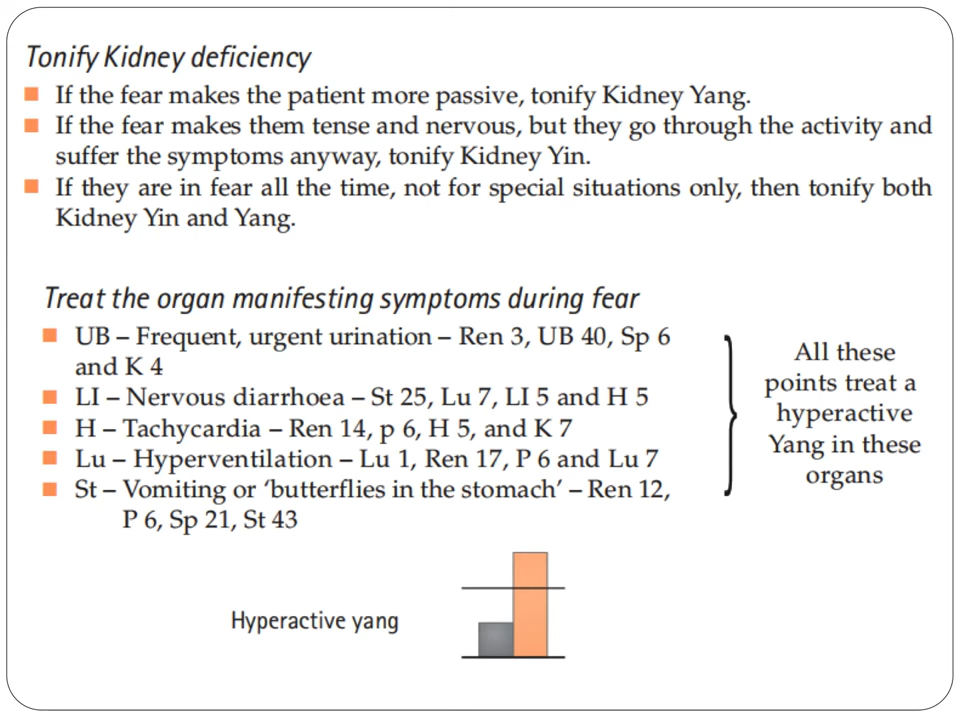 Tonify Kidney deficiency
If the fear makes the patient more passive, tonify Kidney Yang.
If the fear makes them tense and nervous, but they go through the activity and
suffer the symptoms anyway, tonify Kidney Yin.
If they are in fear all the time, not for special situations only, then tonify both
Kidney Yin and Yang.
Treat the organ manifesting symptoms during fear
UB – Frequent, urgent urination – Ren 3, UB 40, Sp 6
and K 4
LI – Nervous diarrhoea – St 25, Lu 7, LI 5 and H 5
H – Tachycardia – Ren 14, p 6, H 5, and K 7
Lu – Hyperventilation – Lu 1, Ren 17, P 6 and Lu 7
St – Vomiting or ‘butterflies in the stomach’ – Ren 12,
P 6, Sp 21, St 43
All these
points treat a
hyperactive
Yang in these
organs
Hyperactive yang